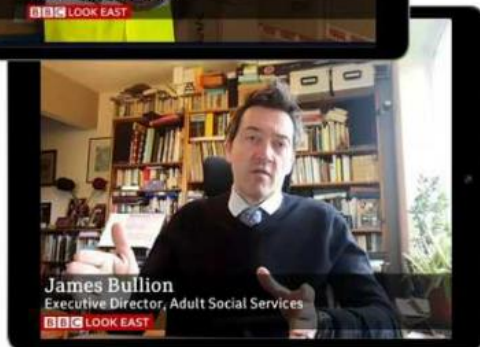 BBC LOOK EAST
James Bullion
Executive Director, Adult Social Services
BBC LOOK EAST